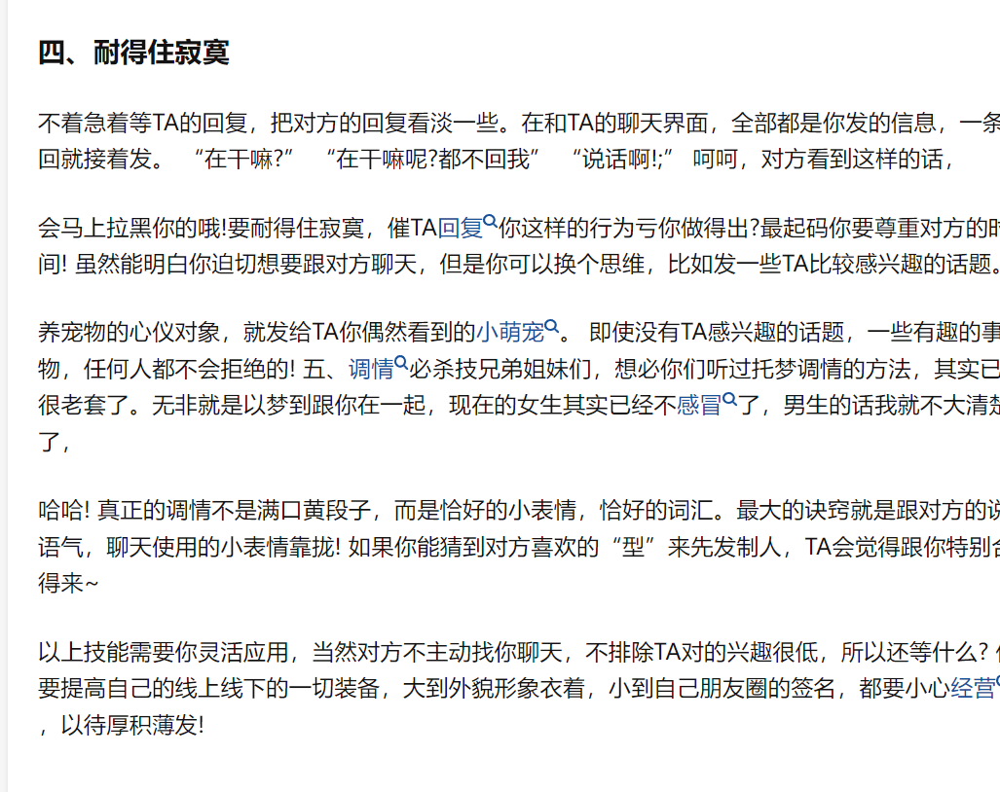 四、耐得住寂寞
不着急着等TA的回复，把对方的回复看淡一些。在和TA的聊天界面，全部都是你发的信息，一条
回就接着发。 “在干嘛?” “在干嘛呢?都不回我” “说话啊!;” 呵呵，对方看到这样的话，
会马上拉黑你的哦!要耐得住寂寞，催TA回复你这样的行为亏你做得出?最起码你要尊重对方的时
间! 虽然能明白你迫切想要跟对方聊天，但是你可以换个思维，比如发一些TA比较感兴趣的话题。
养宠物的心仪对象，就发给TA你偶然看到的小萌宠。 即使没有TA感兴趣的话题，一些有趣的事
物，任何人都不会拒绝的! 五、调情必杀技兄弟姐妹们，想必你们听过托梦调情的方法，其实已
很老套了。无非就是以梦到跟你在一起，现在的女生其实已经不感冒了，男生的话我就不大清楚
了，
哈哈! 真正的调情不是满口黄段子，而是恰好的小表情，恰好的词汇。最大的诀窍就是跟对方的说
语气，聊天使用的小表情靠拢! 如果你能猜到对方喜欢的“型”来先发制人，TA会觉得跟你特别合
得来~
以上技能需要你灵活应用，当然对方不主动找你聊天，不排除TA对的兴趣很低，所以还等什么?
要提高自己的线上线下的一切装备，大到外貌形象衣着，小到自己朋友圈的签名，都要小心经营
，以待厚积薄发!